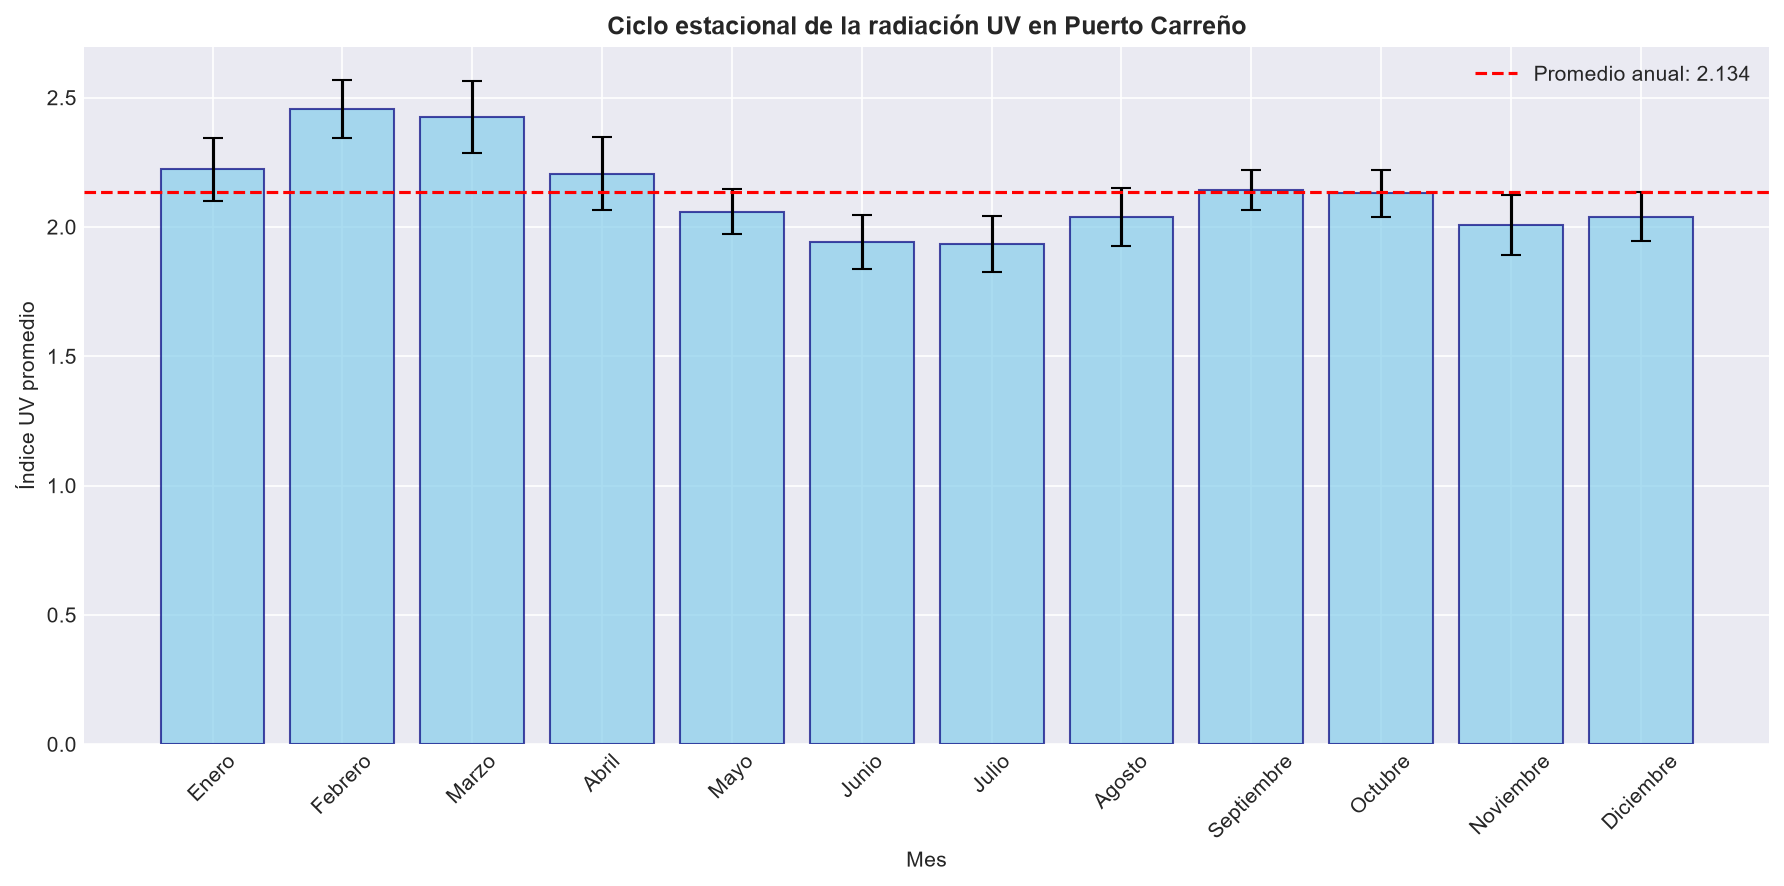 Ciclo estacional de la radiación UV en Puerto Carreño
Promedio anual: 2.134
Índice UV promedio
2.5
2.0
1.5
1.0
0.5
0.0
Enero
Febrero
Marzo
Abril
Mayo
Junio
Julio
Agosto
Septiembre
Octubre
Noviembre
Diciembre
Mes